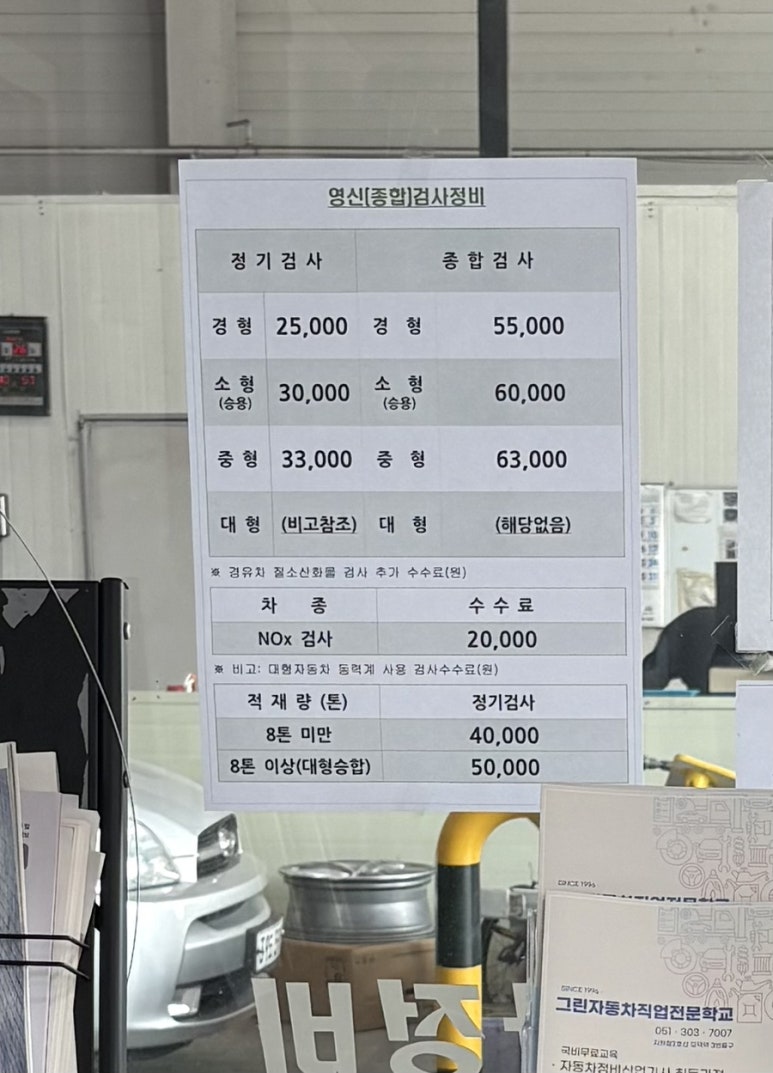 영신[종합]검사정비
정 기 검 사 종 합 검 사
경 형 25,000 경 형 55,000
소 형 (승용) 30,000 소 형 (승용) 60,000
중 형 33,000 중 형 63,000
대 형 (비고참조) 대 형 (해당없음)
※ 경유차 질소산화물 검사 추가 수수료(원)
차 종 수 수 료
NOx 검사 20,000
※ 비고: 대형자동차 동력계 사용 검사수수료(원)
적 재 량 (톤) 정기검사
8톤 미만 40,000
8톤 이상(대형승합) 50,000
SINCE 1996
SINCE 1996
그린자동차직업전문학교
051 · 303 · 7007
국비무료교육